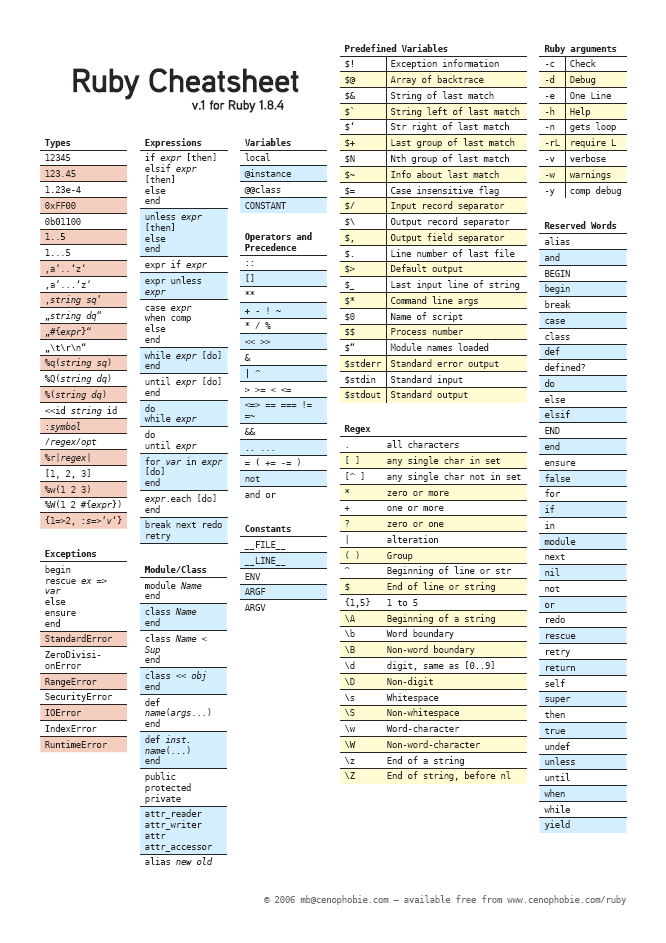 Ruby Cheatsheet
v.1 for Ruby 1.8.4
Types
12345
123.45
1.23e-4
0xFF00
0b01100
1..5
1...5
‚a‘..‘z‘
‚a‘...‘z‘
‚string sq‘
„string dq“
„#{expr}“
„\t\r\n“
%q(string sq)
%Q(string dq)
%(string dq)
<<id string id
:symbol
/regex/opt
%r|regex|
[1, 2, 3]
%w(1 2 3)
%W(1 2 #{expr})
{1=>2, :s=>‘v‘}
Exceptions
begin
rescue ex =>
var
else
ensure
end
StandardError
ZeroDivisi-
onError
RangeError
SecurityError
IOError
IndexError
RuntimeError
Expressions
if expr [then]
elsif expr
[then]
else
end
unless expr
[then]
else
end
expr if expr
expr unless
expr
case expr
when comp
else
end
while expr [do]
end
until expr [do]
end
do
while expr
do
until expr
for var in expr
[do]
end
expr.each [do]
end
break next redo
retry
Module/Class
module Name
end
class Name
end
class Name <
Sup
end
class << obj
end
def
name(args...)
end
def inst.
name(...)
end
public
protected
private
attr_reader
attr_writer
attr
attr_accessor
alias new old
Variables
local
@instance
@@class
CONSTANT
Operators and
Precedence
::
[]
**
+ - ! ~
* / %
<< >>
&
| ^
> >= < <=
<=> == === !=
=~
&&
.. ...
= ( += -= )
not
and or
Constants
__FILE__
__LINE__
ENV
ARGF
ARGV
Predefined Variables
$! Exception information
$@ Array of backtrace
$& String of last match
$` String left of last match
$‘ Str right of last match
$+ Last group of last match
$N Nth group of last match
$~ Info about last match
$= Case insensitive flag
$/ Input record separator
$\ Output record separator
$, Output field separator
$. Line number of last file
$> Default output
$_ Last input line of string
$* Command line args
$0 Name of script
$$ Process number
$“ Module names loaded
$stderr Standard error output
$stdin Standard input
$stdout Standard output
Regex
. all characters
[ ] any single char in set
[^ ] any single char not in set
* zero or more
+ one or more
? zero or one
| alteration
( ) Group
^ Beginning of line or str
$ End of line or string
{1,5} 1 to 5
\A Beginning of a string
\b Word boundary
\B Non-word boundary
\d digit, same as [0..9]
\D Non-digit
\s Whitespace
\S Non-whitespace
\w Word-character
\W Non-word-character
\z End of a string
\Z End of string, before nl
Ruby arguments
-c Check
-d Debug
-e One Line
-h Help
-n gets loop
-rL require L
-v verbose
-w warnings
-y comp debug
Reserved Words
alias
and
BEGIN
begin
break
case
class
def
defined?
do
else
elsif
END
end
ensure
false
for
if
in
module
next
nil
not
or
redo
rescue
retry
return
self
super
then
true
undef
unless
until
when
while
yield
© 2006 mb@cenophobie.com – available free from www.cenophobie.com/ruby